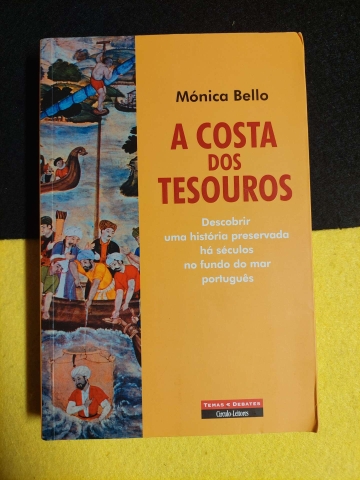 Mónica Bello
A COSTA
DOS
TESOUROS
Descobrir
uma história preservada
há séculos
no fundo do mar
português
TEMAS e DEBATES
Círculo-Leitores